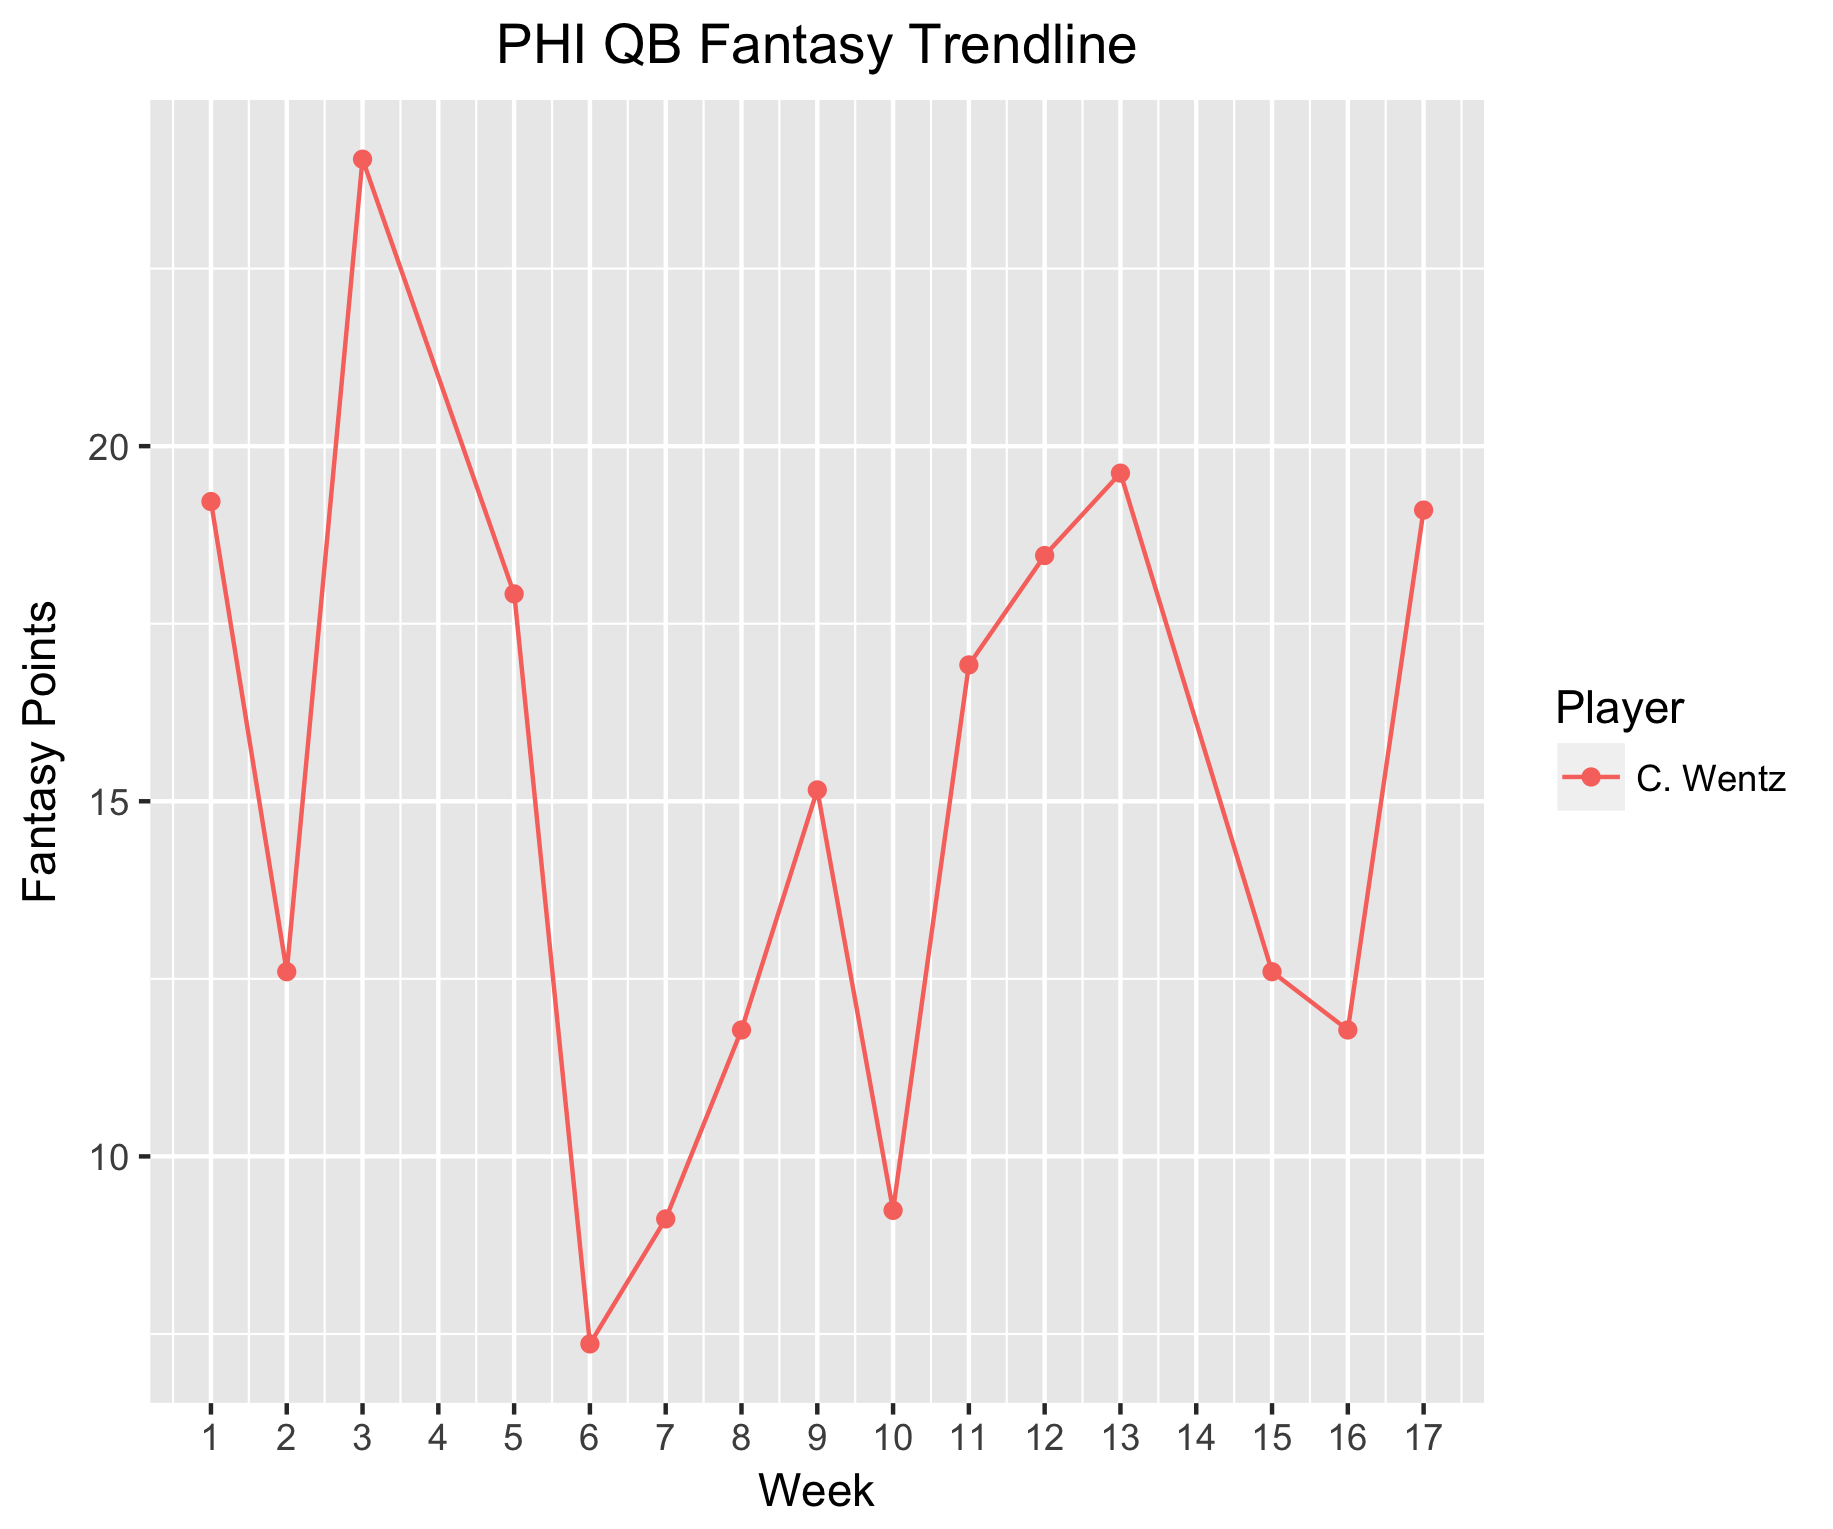 PHI QB Fantasy Trendline
Fantasy Points
20
15
10
1 2 3 4 5 6 7 8 9 10 11 12 13 14 15 16 17
Week
Player
C. Wentz